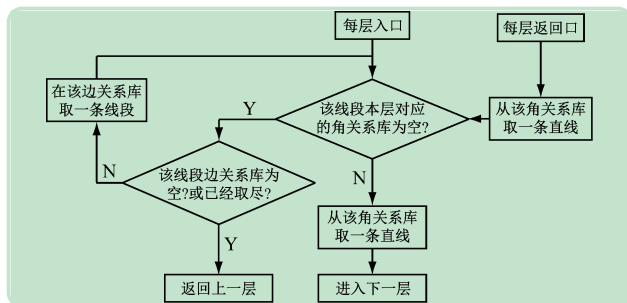 每层入口
每层返回口
在该边关系库
取一条线段
该线段本层对应
的角关系库为空?
从该角关系库
取一条直线
Y
N
该线段边关系库为
空?或已经取尽?
N
从该角关系库
取一条直线
Y
返回上一层
进入下一层